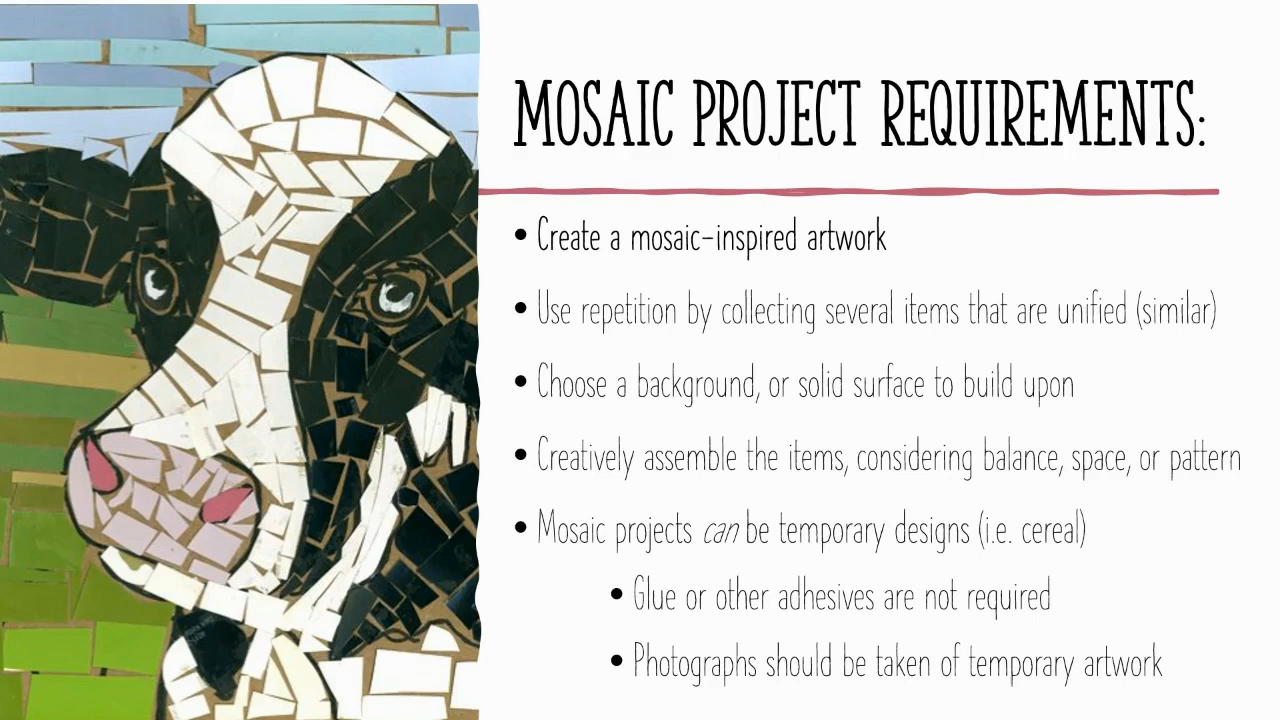 MOSAIC PROJECT REQUIREMENTS:
• Create a mosaic-inspired artwork
• Use repetition by collecting several items that are unified (similar)
• Choose a background, or solid surface to build upon
• Creatively assemble the items, considering balance, space, or pattern
• Mosaic projects can be temporary designs (i.e. cereal)
• Glue or other adhesives are not required
• Photographs should be taken of temporary artwork